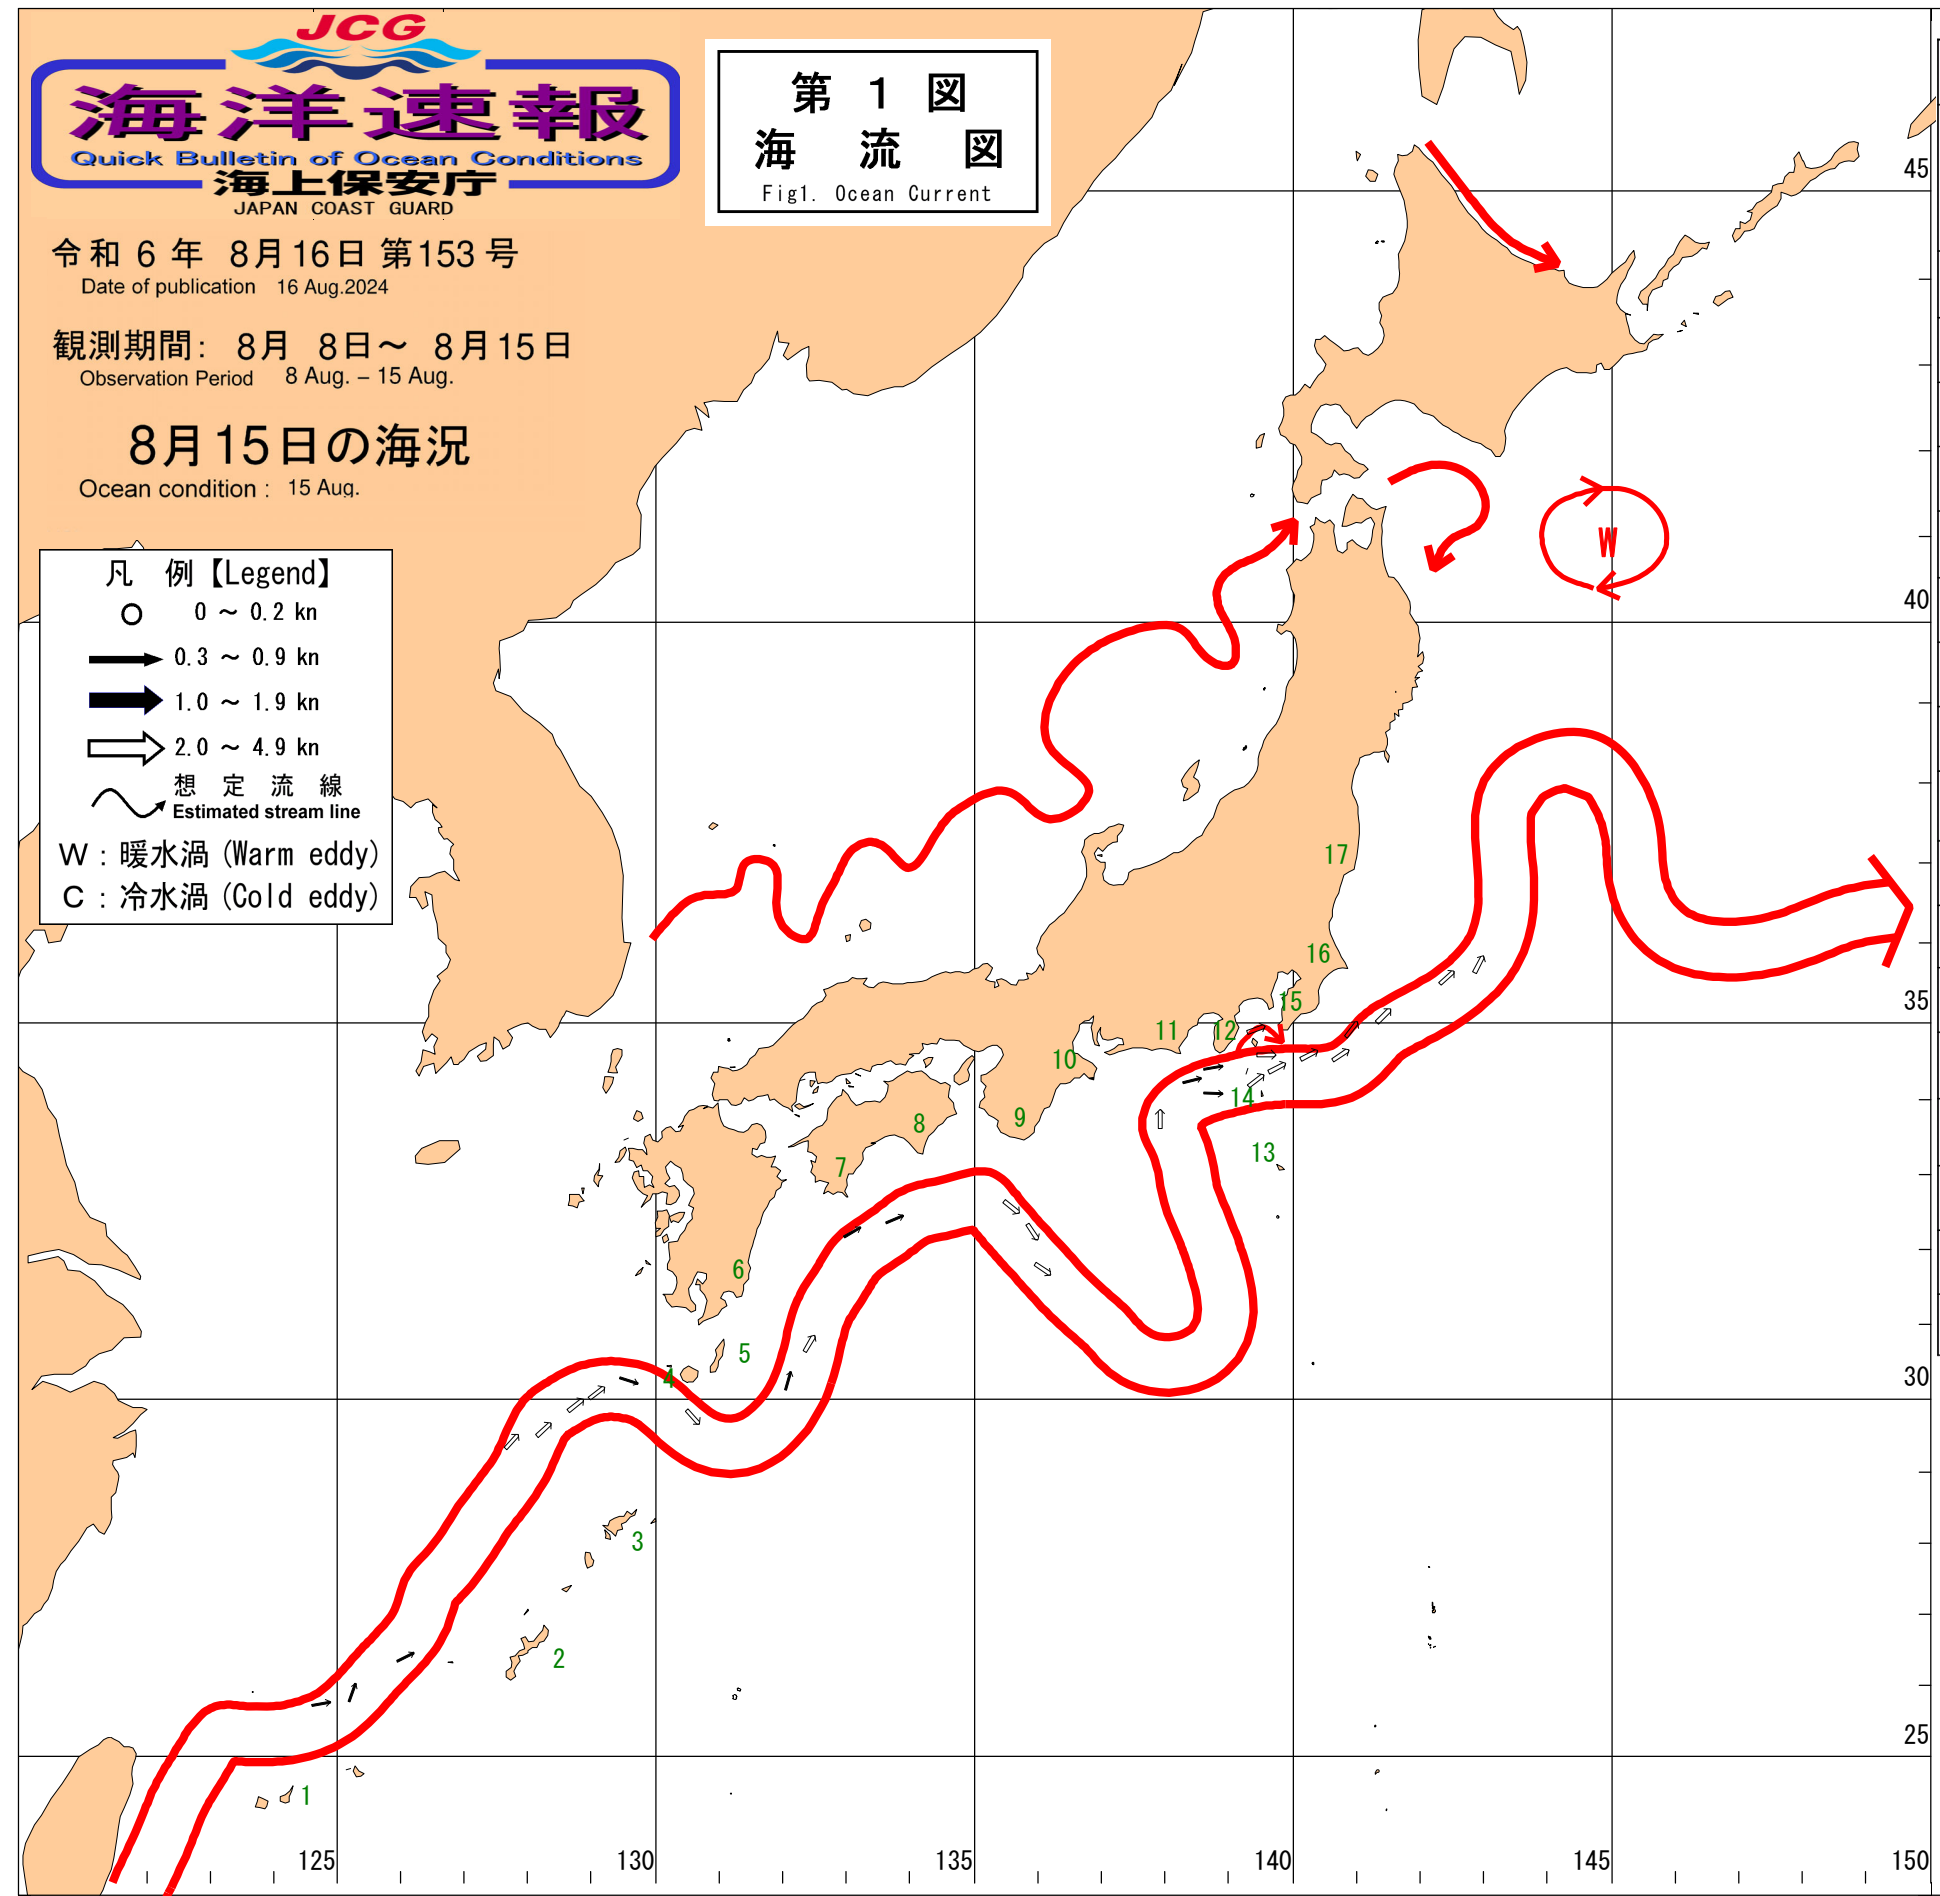 JCG
海洋速報
Quick Bulletin of Ocean Conditions
海上保安庁
JAPAN COAST GUARD
第 1 図
海 流 図
Fig1. Ocean Current
令和 6 年 8月16日 第153号
Date of publication 16 Aug.2024
観測期間: 8月 8日～ 8月15日
Observation Period 8 Aug. – 15 Aug.
8月15日の海況
Ocean condition : 15 Aug.
凡 例【Legend】
0 ～ 0.2 kn
0.3 ～ 0.9 kn
1.0 ～ 1.9 kn
2.0 ～ 4.9 kn
想 定 流 線
Estimated stream line
W : 暖水渦 (Warm eddy)
C : 冷水渦 (Cold eddy)
45
W
40
17
16
35
15
12
11
10
14
9
8
13
7
6
5
4
30
3
2
25
1
125
130
135
140
145
150